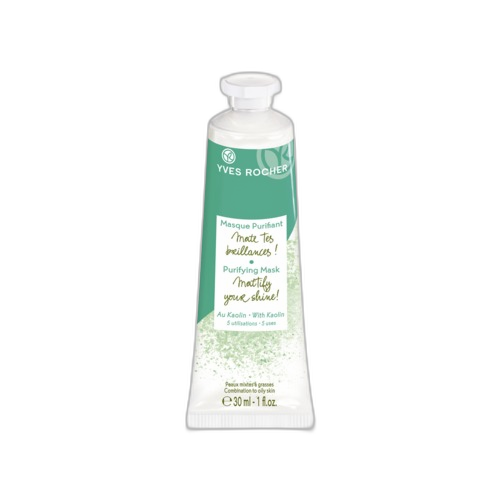 YVES ROCHER
Masque Purifiant
Mate Tes
brillances !
Purifying Mask
Mattify
your shine!
Au Kaolin • With Kaolin
5 utilisations • 5 uses
Peaux mixtes & grasses
Combination to oily skin
℮ 30 ml - 1 fl.oz.